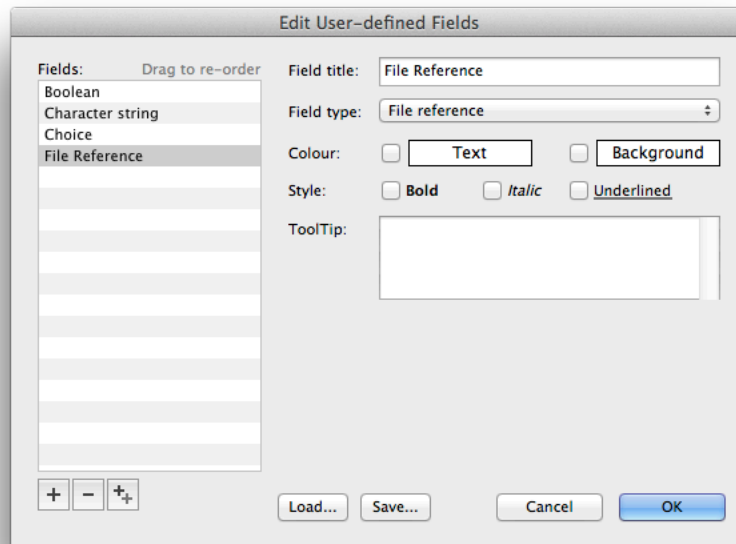 Edit User-defined Fields
Fields: Drag to re-order
Boolean
Character string
Choice
File Reference
Field title: File Reference
Field type: File reference
Colour: Text Background
Style: Bold Italic Underlined
ToolTip:
Load... Save... Cancel OK